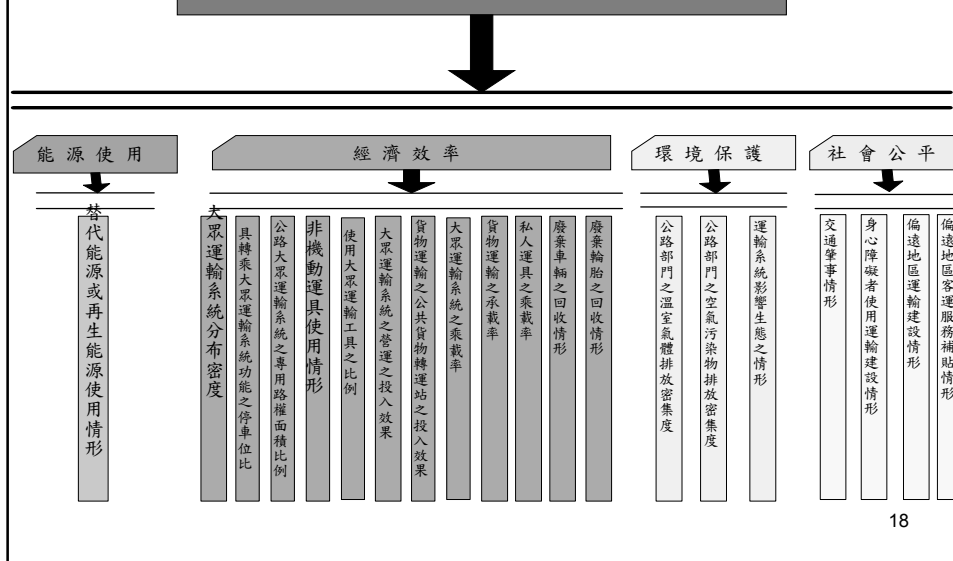 能源使用
經濟效率
環境保護
社會公平
替代能源或再生能源使用情形
大眾運輸系統分布密度
具轉乘大眾運輸系統功能之停車位比
公路大眾運輸系統之專用路權面積比例
非機動運具使用情形
使用大眾運輸工具之比例
大眾運輸系統之營運之投入效果
貨物運輸之公共貨物轉運站之投入效果
大眾運輸系統之乘載率
貨物運輸之承載率
私人運具之乘載率
廢棄車輛之回收情形
廢棄輪胎之回收情形
公路部門之溫室氣體排放密集度
公路部門之空氣污染物排放密集度
運輸系統影響生態之情形
交通肇事情形
身心障礙者使用運輸建設情形
偏遠地區運輸建設情形
偏遠地區客運服務補貼情形
18